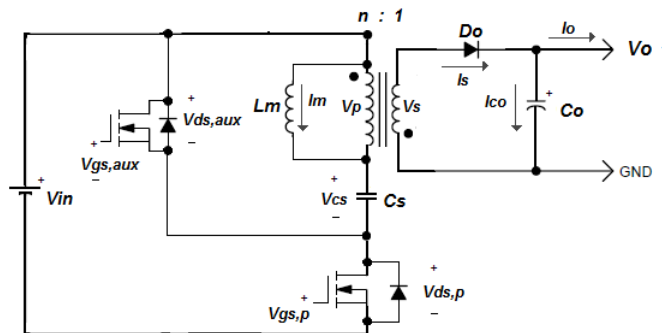 n : 1
Do
Io
Vo
Is
Lm
Im
Vp
Vs
Ico
+
Co
+
Vds,aux
−
+
Vgs,aux
−
GND
+
Vin
+
Vcs
−
Cs
+
Vgs,p
−
+
Vds,p
−